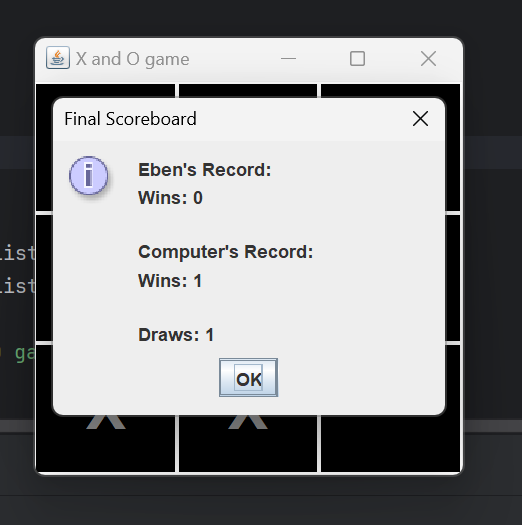 X and O game
Final Scoreboard
Eben's Record:
Wins: 0
Computer's Record:
Wins: 1
Draws: 1
OK
ist
ist
ga
X X